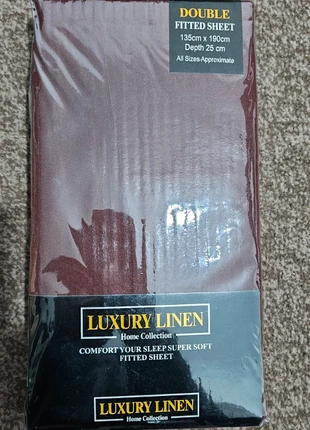 DOUBLE
FITTED SHEET
135cm x 190cm
Depth 25 cm
All Sizes Approximate
LUXURY LINEN
Home Collection
COMFORT YOUR SLEEP SUPER SOFT
FITTED SHEET
LUXURY LINEN
Home Collection